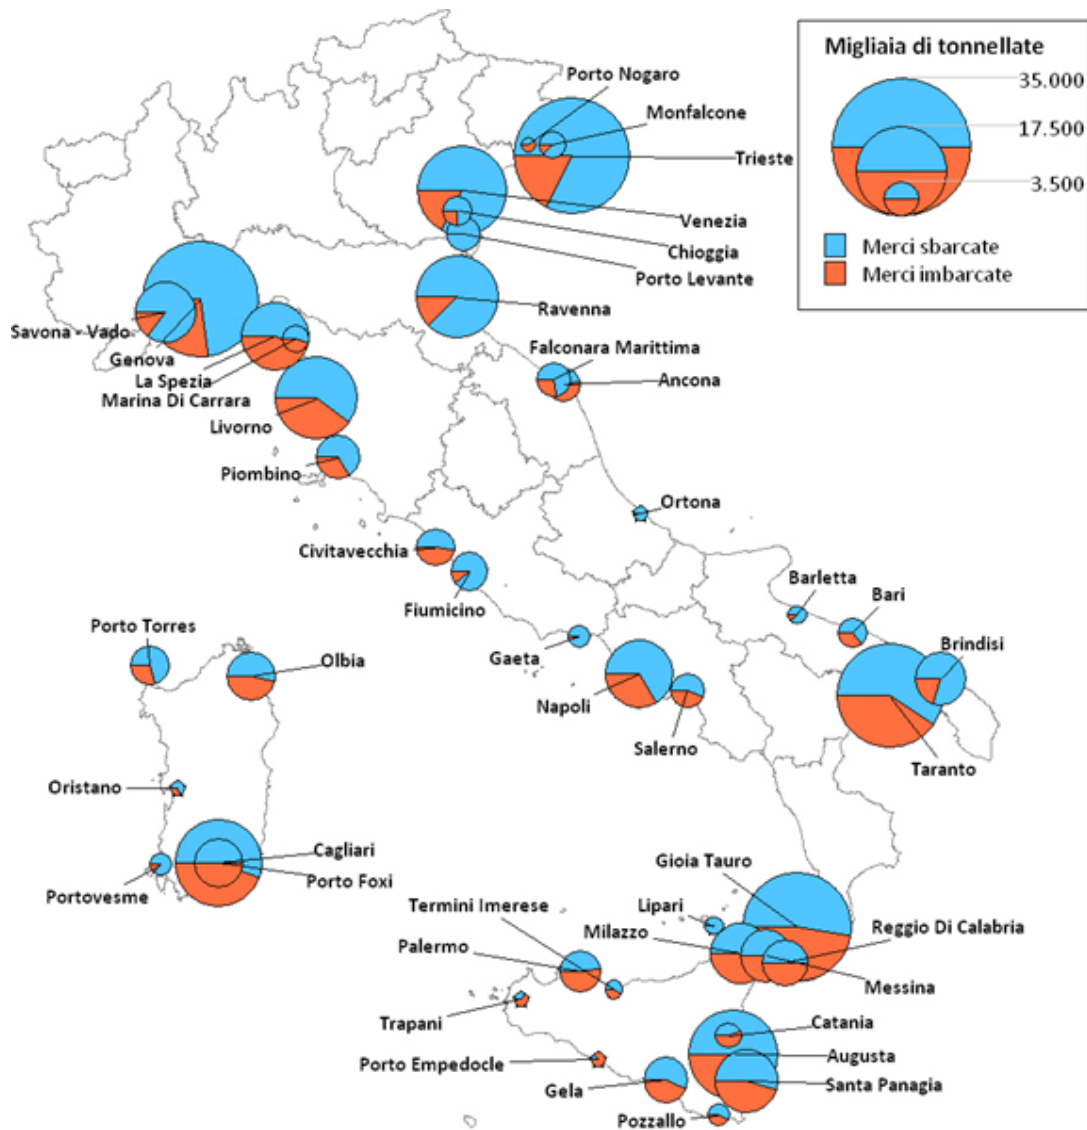 Migliaia di tonnellate
35.000
17.500
3.500
Merci sbarcate
Merci imbarcate
Porto Nogaro
Monfalcone
Trieste
Venezia
Chioggia
Porto Levante
Ravenna
Savona - Vado
Genova
La Spezia
Marina Di Carrara
Livorno
Falconara Marittima
Ancona
Piombino
Ortona
Civitavecchia
Fiumicino
Barletta
Bari
Porto Torres
Olbia
Gaeta
Napoli
Brindisi
Salerno
Taranto
Oristano
Cagliari
Porto Foxi
Portovesme
Gioia Tauro
Termini Imerese
Lipari
Reggio Di Calabria
Milazzo
Palermo
Messina
Trapani
Catania
Porto Empedocle
Augusta
Gela
Santa Panagia
Pozzallo